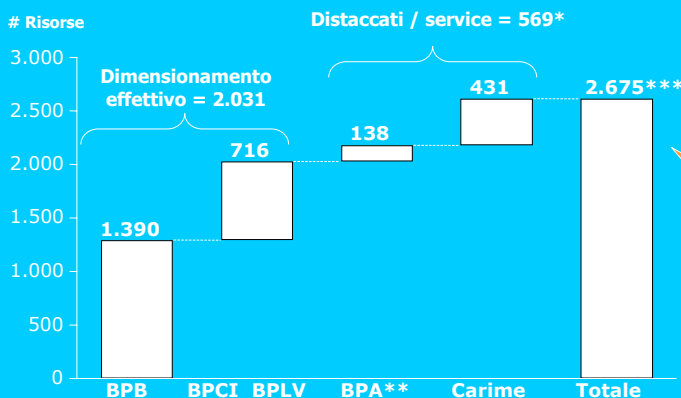 # Risorse
Distaccati / service = 569*
3.000
Dimensionamento
effettivo = 2.031
2.500
431
2.675***
716
138
2.000
1.500
1.390
1.000
500
0
BPB
BPCI BPLV
BPA**
Carime
Totale